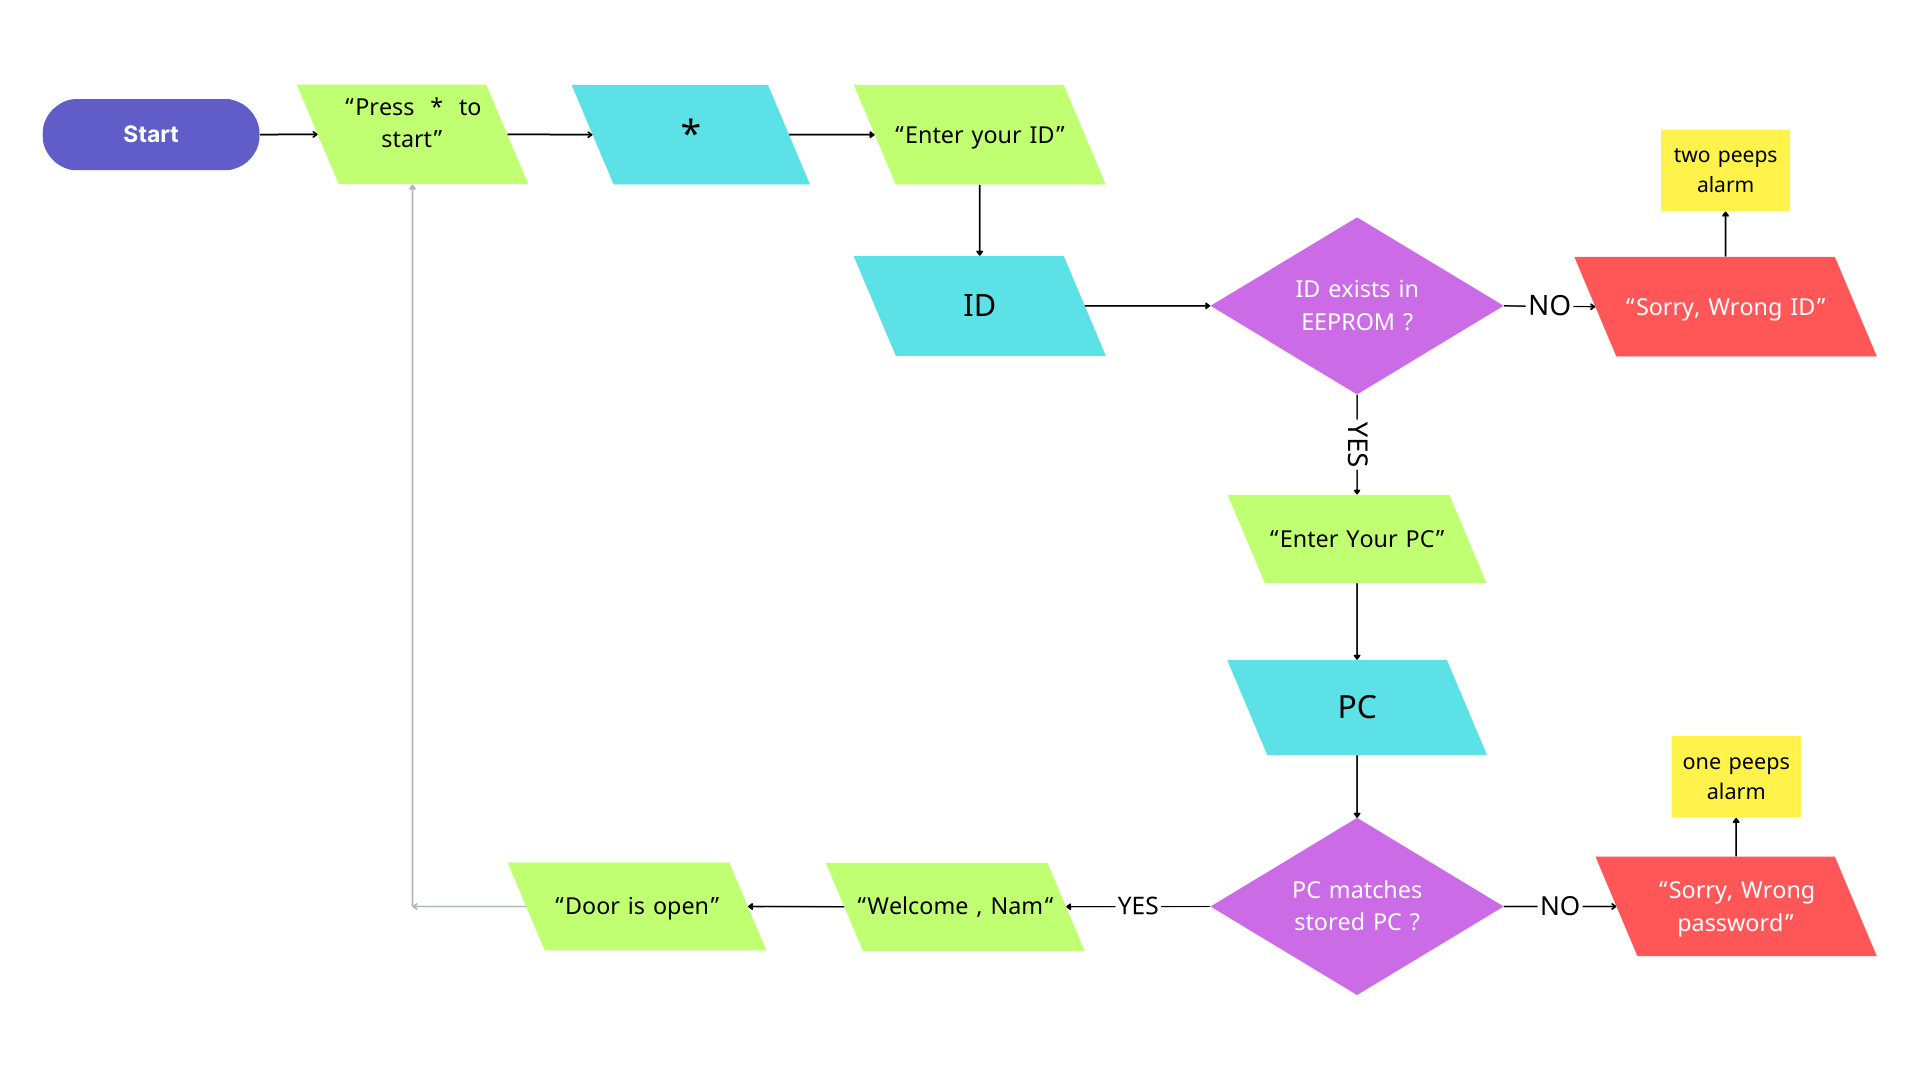 Start
“Press * to
start”
*
“Enter your ID”
two peeps
alarm
ID
ID exists in
EEPROM ?
NO
“Sorry, Wrong ID”
YES
“Enter Your PC”
PC
one peeps
alarm
“Door is open”
“Welcome , Nam“
YES
PC matches
stored PC ?
NO
“Sorry, Wrong
password”